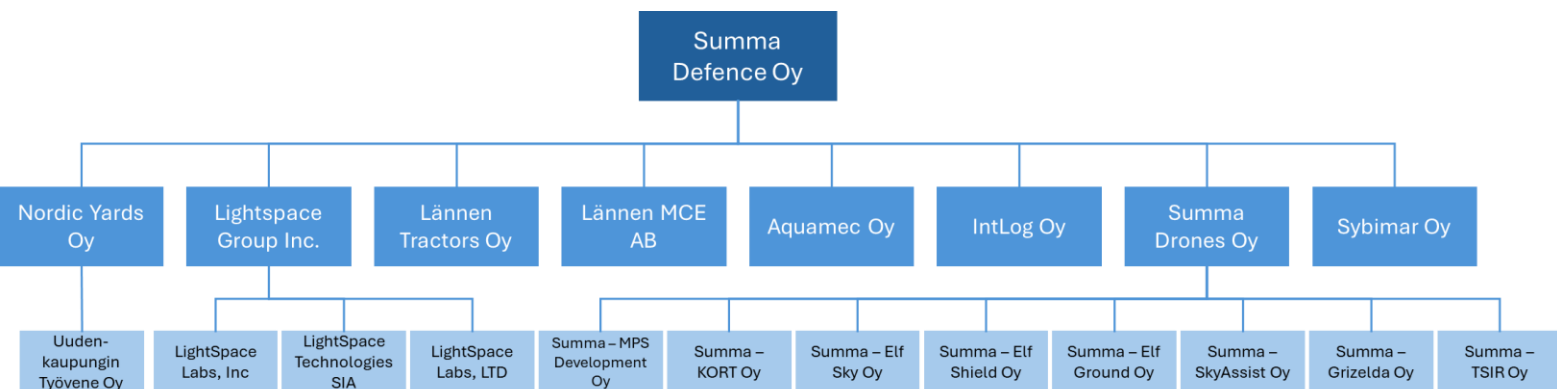 Summa
Defence Oy
Nordic Yards
Oy
Lightspace
Group Inc.
Lännen
Tractors Oy
Lännen MCE
AB
Aquamec Oy
IntLog Oy
Summa
Drones Oy
Sybimar Oy
Uuden-
kaupungin
Työvene Oy
LightSpace
Labs, Inc
LightSpace
Technologies
SIA
LightSpace
Labs, LTD
Summa – MPS
Development
Oy
Summa –
KORT Oy
Summa – Elf
Sky Oy
Summa – Elf
Shield Oy
Summa – Elf
Ground Oy
Summa –
SkyAssist Oy
Summa –
Grizelda Oy
Summa –
TSIR Oy